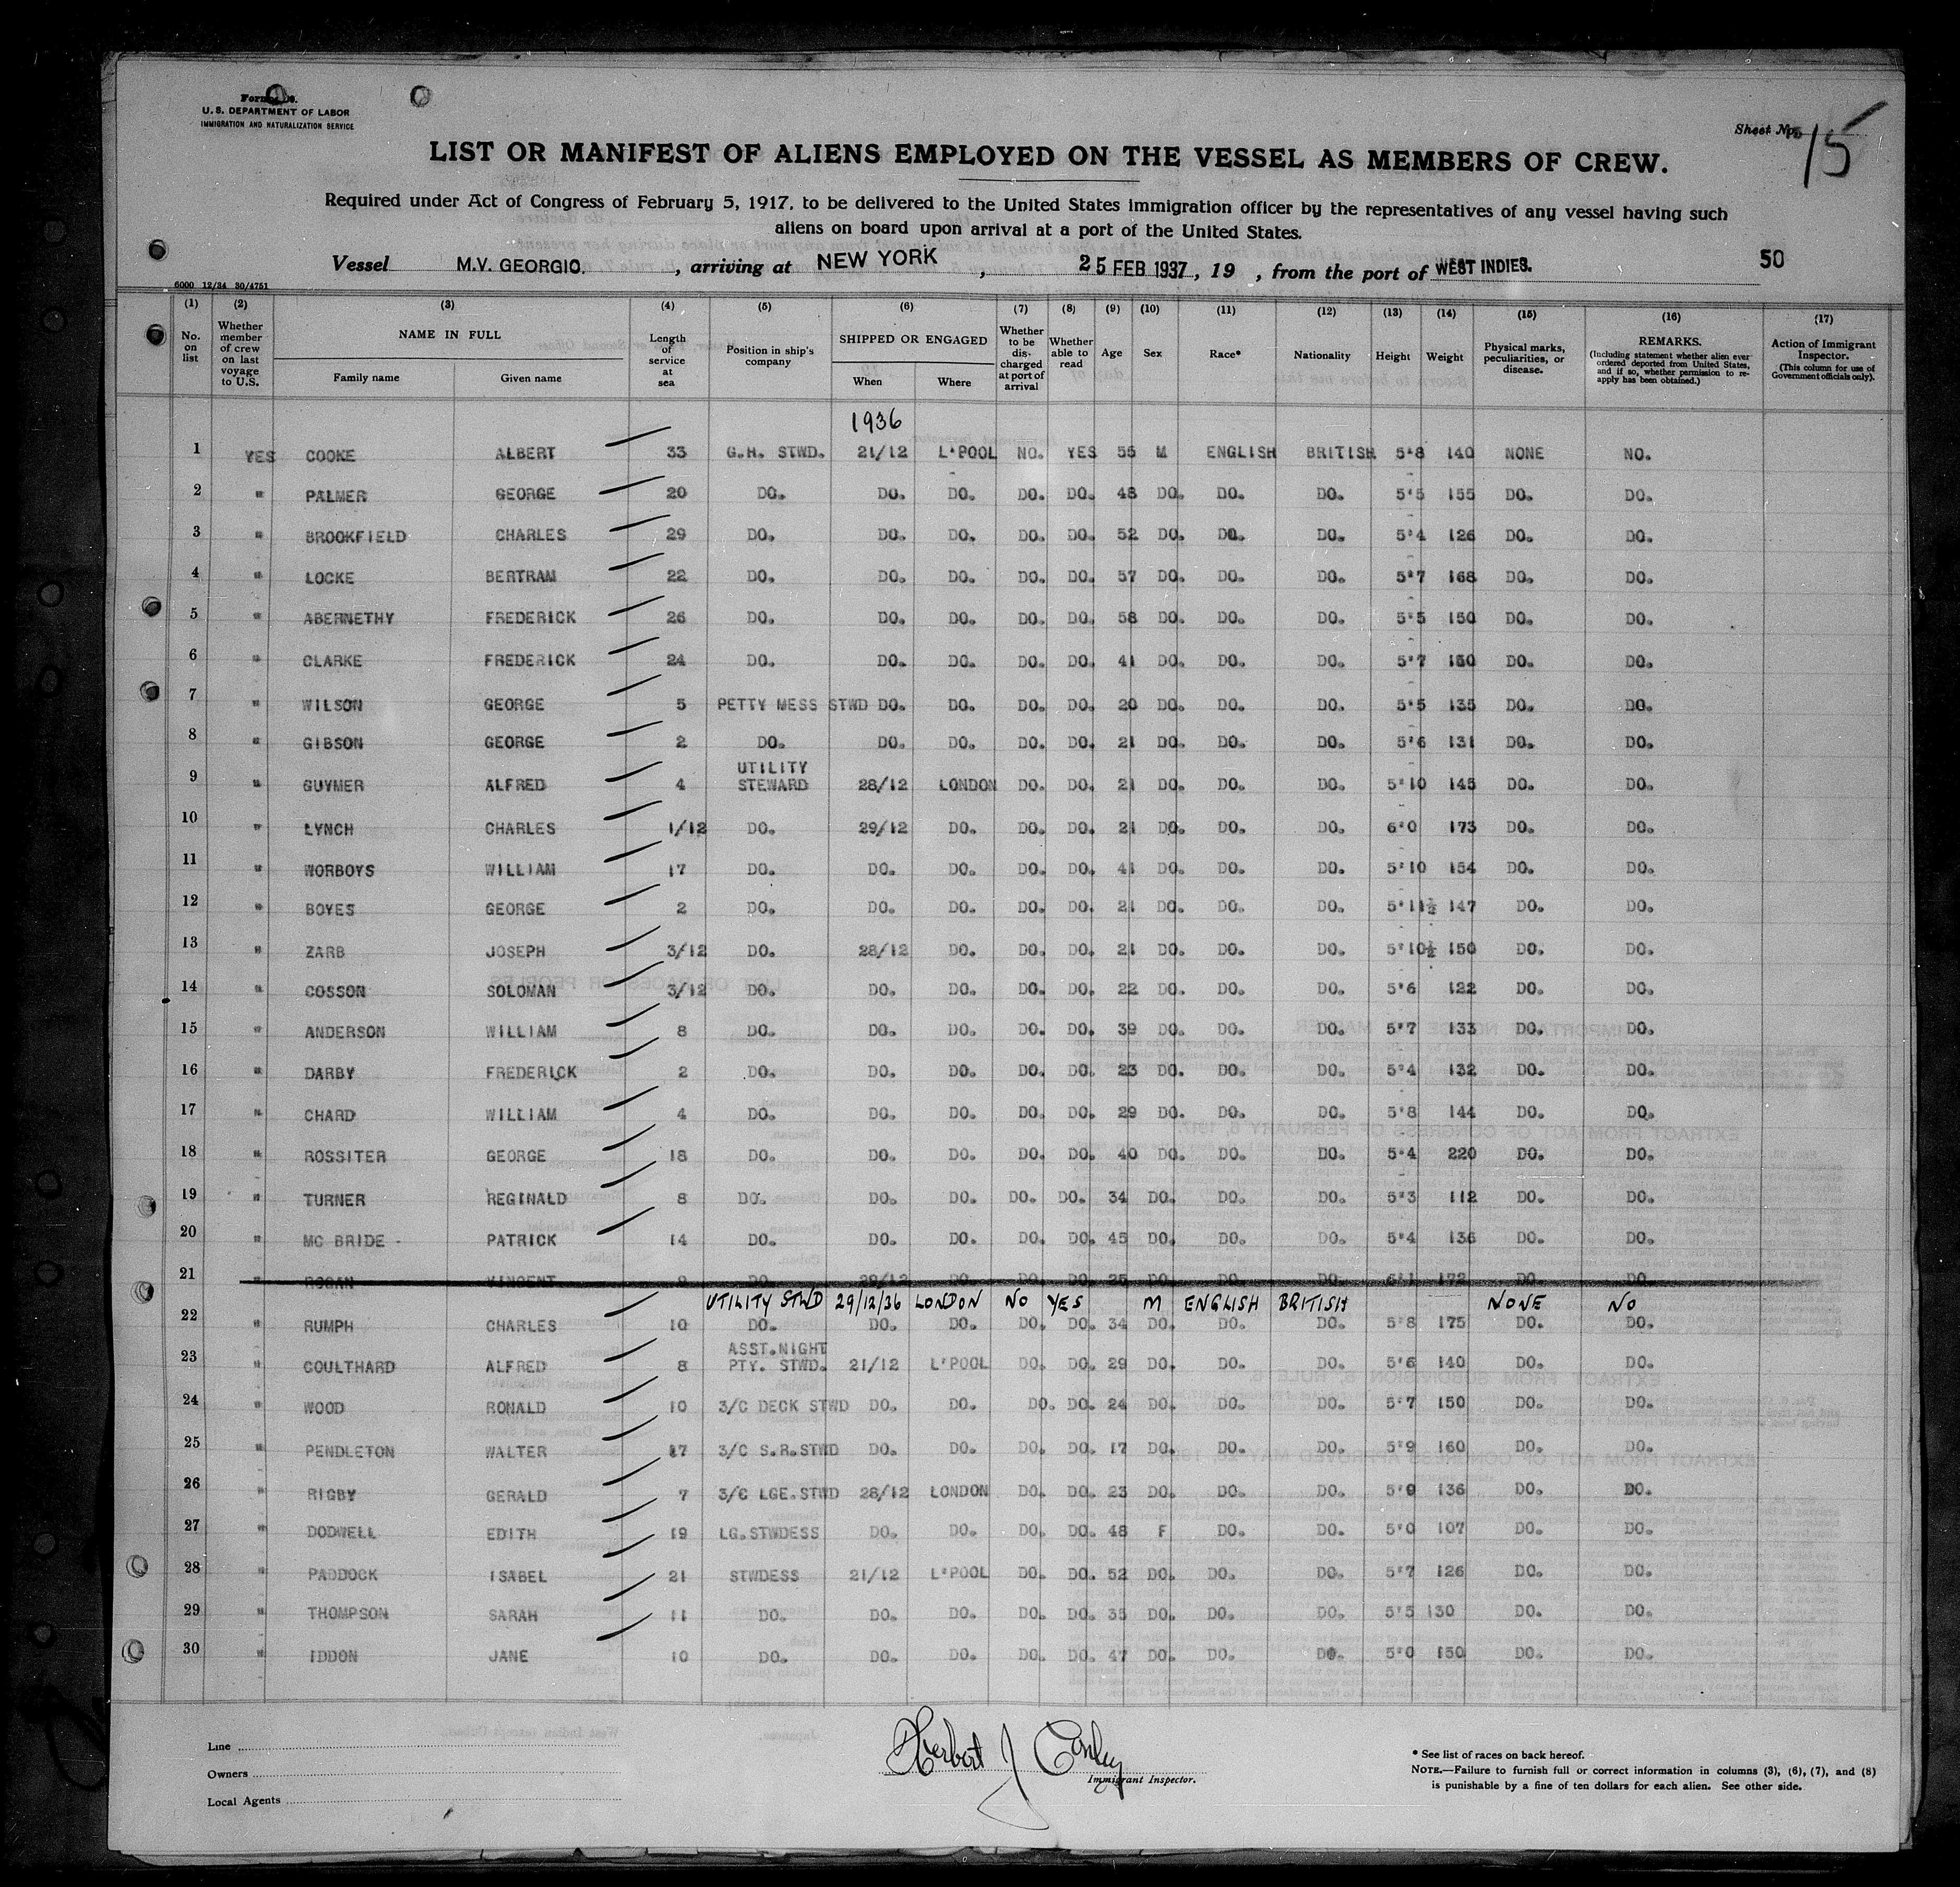 U. S. DEPARTMENT OF LABOR
IMMIGRATION AND NATURALIZATION SERVICE
Sheet No. 15
LIST OR MANIFEST OF ALIENS EMPLOYED ON THE VESSEL AS MEMBERS OF CREW.
Required under Act of Congress of February 5, 1917, to be delivered to the United States immigration officer by the representatives of any vessel having such
aliens on board upon arrival at a port of the United States.
Vessel M.V. GEORGIC. , arriving at NEW YORK , 25 FEB 1937, 19 , from the port of WEST INDIES. 50
6000 12/34 30/4751
(1) (2) (3) (4) (5) (6) (7) (8) (9) (10) (11) (12) (13) (14) (15) (16) (17)
No. on list Whether member of crew on last voyage to U.S. NAME IN FULL Family name Given name Length of service at sea Position in ship's company SHIPPED OR ENGAGED When Where Whether to be discharged at port of arrival Whether able to read Age Sex Race* Nationality Height Weight Physical marks, peculiarities, or disease. REMARKS. (Including statement whether alien ever ordered deported from United States, and if so, whether permission to re-apply has been obtained.) Action of Immigrant Inspector. (This column for use of Government officials only).
1936
1 YES COOKE ALBERT 33 G.H. STWD. 21/12 L'POOL NO. YES 55 M ENGLISH BRITISH 5'8 140 NONE NO.
2 " PALMER GEORGE 20 DO. DO. DO. DO. DO. 48 DO. DO. DO. 5'5 155 DO. DO.
3 " BROOKFIELD CHARLES 29 DO. DO. DO. DO. DO. 52 DO. DO. DO. 5'4 126 DO. DO.
4 " LOCKE BERTRAM 22 DO. DO. DO. DO. DO. 57 DO. DO. DO. 5'7 168 DO. DO.
5 " ABERNETHY FREDERICK 26 DO. DO. DO. DO. DO. 58 DO. DO. DO. 5'5 150 DO. DO.
6 " CLARKE FREDERICK 24 DO. DO. DO. DO. DO. 41 DO. DO. DO. 5'7 DO. DO.
7 " WILSON GEORGE 5 PETTY MESS STWD DO. DO. DO. DO. 20 DO. DO. DO. 5'5 135 DO. DO.
8 " GIBSON GEORGE 2 DO. DO. DO. DO. DO. 21 DO. DO. DO. 5'6 131 DO. DO.
9 " GUYMER ALFRED 4 UTILITY STEWARD 28/12 LONDON DO. DO. 21 DO. DO. DO. 5'10 145 DO. DO.
10 " LYNCH CHARLES 1/12 DO. 29/12 DO. DO. DO. 21 DO. DO. DO. 6'0 173 DO. DO.
11 " WORBOYS WILLIAM 17 DO. DO. DO. DO. DO. 41 DO. DO. DO. 5'10 154 DO. DO.
12 " BOYES GEORGE 2 DO. DO. DO. DO. DO. 21 DO. DO. DO. 5'11½ 147 DO. DO.
13 " ZARB JOSEPH 3/12 DO. 28/12 DO. DO. DO. 21 DO. DO. DO. 5'10½ 150 DO. DO.
14 " COSSON SOLOMAN 3/12 DO. DO. DO. DO. DO. 22 DO. DO. DO. 5'6 122 DO. DO.
15 " ANDERSON WILLIAM 8 DO. DO. DO. DO. DO. 39 DO. DO. DO. 5'7 133 DO. DO.
16 " DARBY FREDERICK 2 DO. DO. DO. DO. DO. 23 DO. DO. DO. 5'4 132 DO. DO.
17 " CHARD WILLIAM 4 DO. DO. DO. DO. DO. 29 DO. DO. DO. 5'8 144 DO. DO.
18 " ROSSITER GEORGE 18 DO. DO. DO. DO. DO. 40 DO. DO. DO. 5'4 220 DO. DO.
19 " TURNER REGINALD 8 DO. DO. DO. DO. DO. 34 DO. DO. DO. 5'3 112 DO. DO.
20 " MC BRIDE - PATRICK 14 DO. DO. DO. DO. DO. 45 DO. DO. DO. 5'4 136 DO. DO.
21 " VINCENT DO. 29/12 DO. DO. DO. 25 DO. DO. DO. 6'1 172 DO. DO.
UTILITY STWD 29/12/36 LONDON NO YES M ENGLISH BRITISH NONE NO
22 " RUMPH CHARLES 10 DO. DO. DO. DO. DO. 34 DO. DO. DO. 5'8 175 DO. DO.
23 " COULTHARD ALFRED 8 ASST.NIGHT PTY. STWD. 21/12 L'POOL DO. DO. 29 DO. DO. DO. 5'6 140 DO. DO.
24 " WOOD RONALD 10 3/C DECK STWD DO. DO. DO. DO. 24 DO. DO. DO. 5'7 150 DO. DO.
25 " PENDLETON WALTER 3/C S.R.STWD DO. DO. DO. DO. 17 DO. DO. DO. 5'9 160 DO. DO.
26 " RIGBY GERALD 7 3/C LGE.STWD 28/12 LONDON DO. DO. 23 DO. DO. DO. 5'9 136 DO. DO.
27 " DODWELL EDITH 19 LG.STWDESS DO. DO. DO. DO. 48 F DO. DO. 5'0 107 DO. DO.
28 " PADDOCK ISABEL 21 STWDESS 21/12 L'POOL DO. DO. 52 DO. DO. DO. 5'7 126 DO. DO.
29 " THOMPSON SARAH 11 DO. DO. DO. DO. DO. 35 DO. DO. DO. 5'5 130 DO. DO.
30 " IDDON JANE 10 DO. DO. DO. DO. DO. 47 DO. DO. DO. 5'0 150 DO. DO.
Line
Owners
Local Agents
Herbert J Conley
Immigrant Inspector.
* See list of races on back hereof.
NOTE.—Failure to furnish full or correct information in columns (3), (6), (7), and (8)
is punishable by a fine of ten dollars for each alien. See other side.